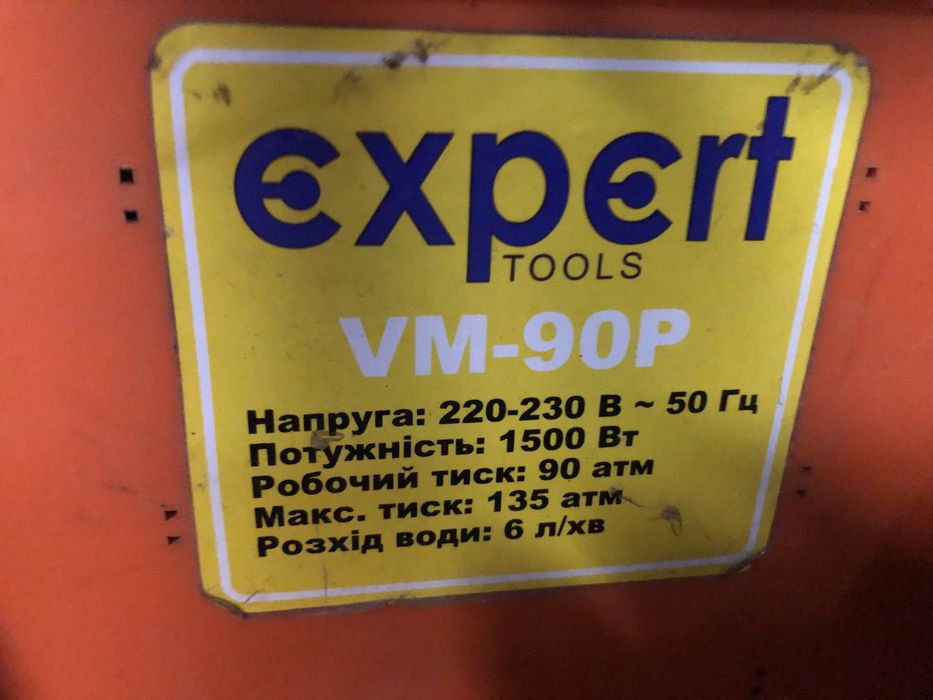 expert
TOOLS
VM-90P
Напруга: 220-230 В ~ 50 Гц
Потужність: 1500 Вт
Робочий тиск: 90 атм
Макс. тиск: 135 атм
Розхід води: 6 л/хв